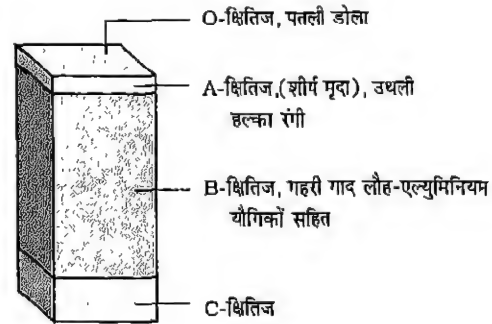 O-क्षितिज, पतली डोला
A-क्षितिज,(शीर्ष मृदा), उथली
हल्का रंगी
B-क्षितिज, गहरी गाद लौह-एल्युमिनियम
यौगिकों सहित
C-क्षितिज